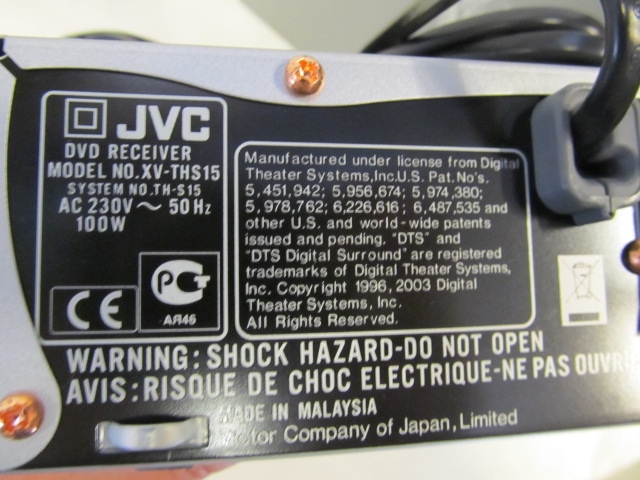 JVC
DVD RECEIVER
MODEL NO.XV-THS15
SYSTEM NO.TH-S15
AC 230V ~ 50Hz
100W
CE
PCT
АЯ46
Manufactured under license from Digital
Theater Systems,Inc.U.S. Pat.No's.
5,451,942; 5,956,674; 5,974,380;
5,978,762; 6,226,616; 6,487,535 and
other U.S. and world-wide patents
issued and pending. "DTS" and
"DTS Digital Surround" are registered
trademarks of Digital Theater Systems,
Inc. Copyright 1996, 2003 Digital
Theater Systems, Inc.
All Rights Reserved.
WARNING: SHOCK HAZARD-DO NOT OPEN
AVIS: RISQUE DE CHOC ELECTRIQUE-NE PAS OUVRI
MADE IN MALAYSIA
Company of Japan, Limited